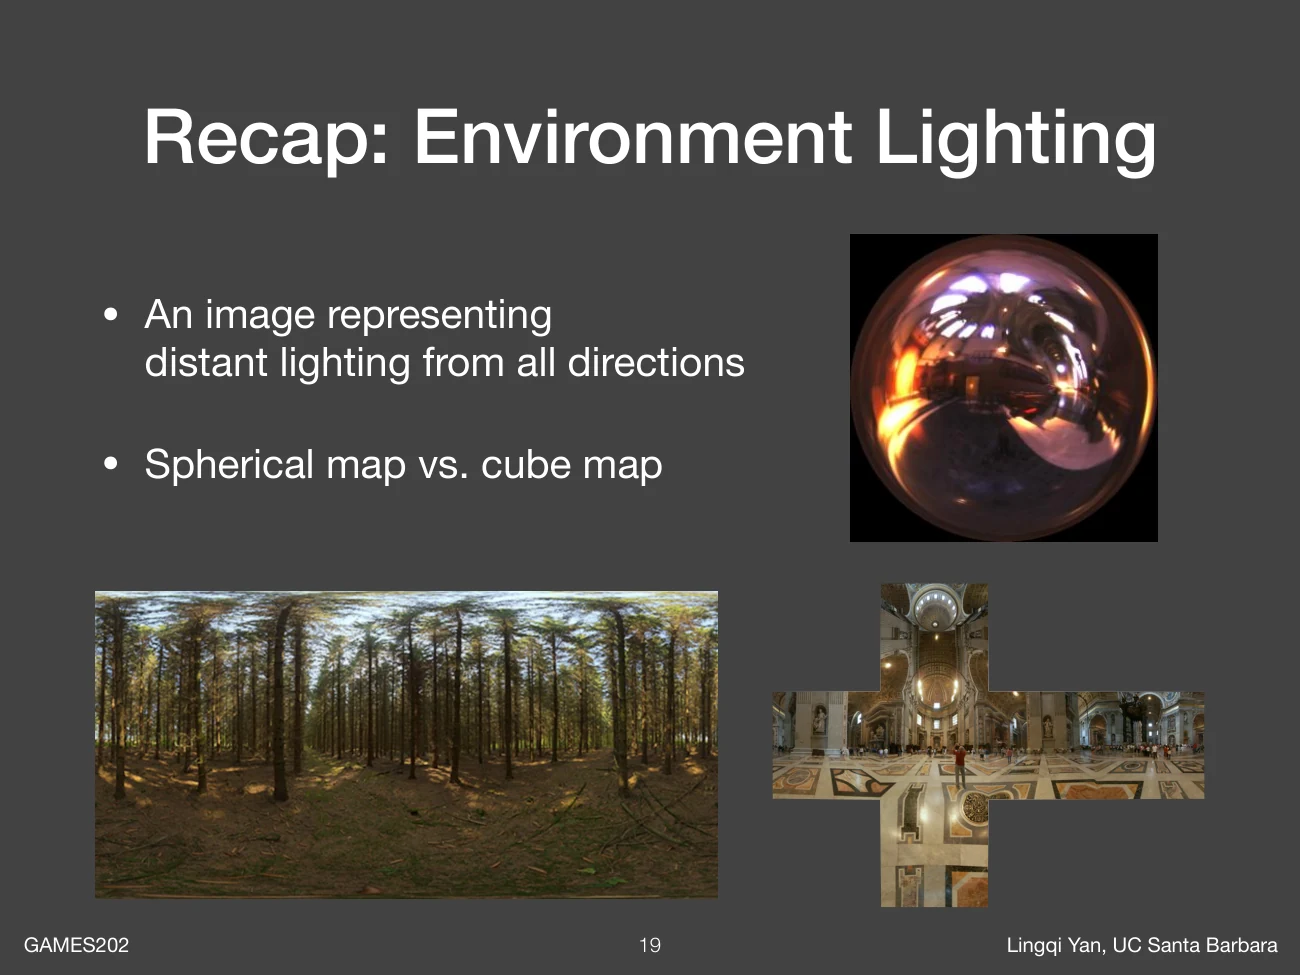 Recap: Environment Lighting
• An image representing
distant lighting from all directions
• Spherical map vs. cube map
GAMES202
19
Lingqi Yan, UC Santa Barbara